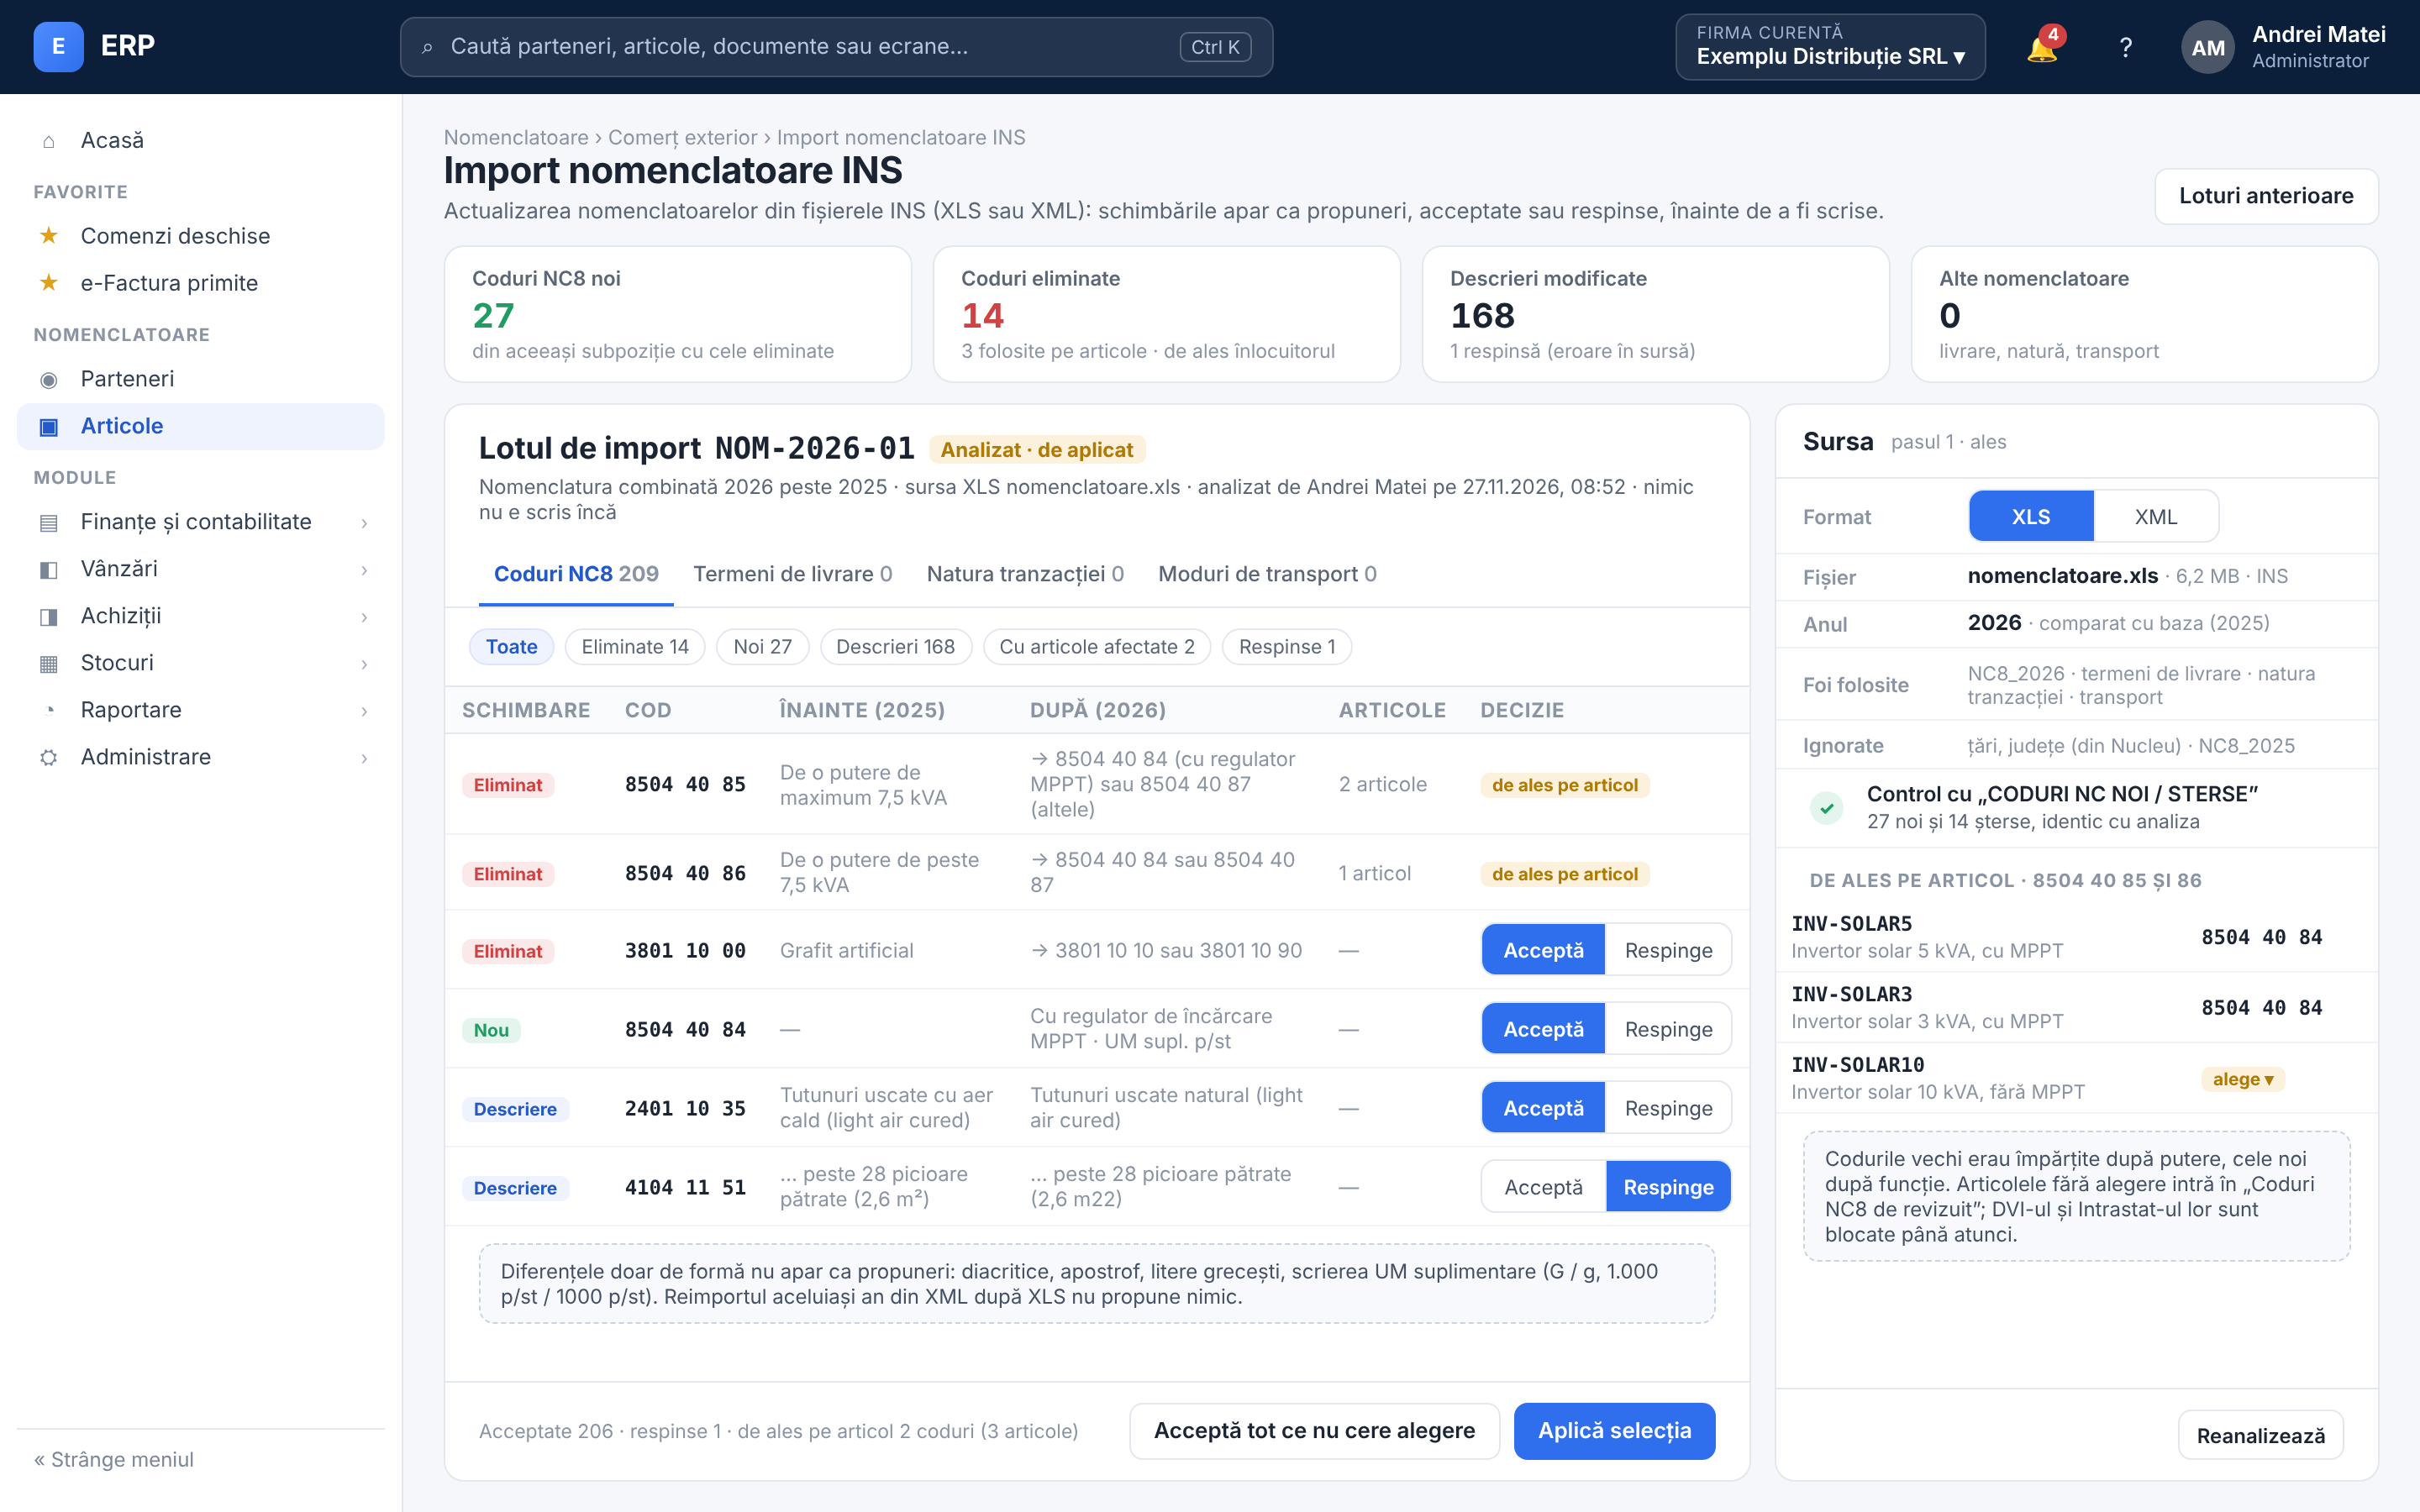 E ERP
Caută parteneri, articole, documente sau ecrane... Ctrl K
FIRMA CURENTĂ
Exemplu Distribuție SRL ▾
4
?
AM
Andrei Matei
Administrator
Acasă
FAVORITE
Comenzi deschise
e-Factura primite
NOMENCLATOARE
Parteneri
Articole
MODULE
Finanțe și contabilitate ›
Vânzări ›
Achiziții ›
Stocuri ›
Raportare ›
Administrare ›
« Strânge meniul
Nomenclatoare › Comerț exterior › Import nomenclatoare INS
Import nomenclatoare INS
Actualizarea nomenclatoarelor din fișierele INS (XLS sau XML): schimbările apar ca propuneri, acceptate sau respinse, înainte de a fi scrise.
Loturi anterioare
Coduri NC8 noi
27
din aceeași subpoziție cu cele eliminate
Coduri eliminate
14
3 folosite pe articole · de ales înlocuitorul
Descrieri modificate
168
1 respinsă (eroare în sursă)
Alte nomenclatoare
0
livrare, natură, transport
Lotul de import NOM-2026-01 Analizat · de aplicat
Nomenclatura combinată 2026 peste 2025 · sursa XLS nomenclatoare.xls · analizat de Andrei Matei pe 27.11.2026, 08:52 · nimic
nu e scris încă
Coduri NC8 209 Termeni de livrare 0 Natura tranzacției 0 Moduri de transport 0
Toate Eliminate 14 Noi 27 Descrieri 168 Cu articole afectate 2 Respinse 1
SCHIMBARE COD ÎNAINTE (2025) DUPĂ (2026) ARTICOLE DECIZIE
Eliminat 8504 40 85 De o putere de maximum 7,5 kVA → 8504 40 84 (cu regulator MPPT) sau 8504 40 87 (altele) 2 articole de ales pe articol
Eliminat 8504 40 86 De o putere de peste 7,5 kVA → 8504 40 84 sau 8504 40 87 1 articol de ales pe articol
Eliminat 3801 10 00 Grafit artificial → 3801 10 10 sau 3801 10 90 — Acceptă Respinge
Nou 8504 40 84 — Cu regulator de încărcare MPPT · UM supl. p/st — Acceptă Respinge
Descriere 2401 10 35 Tutunuri uscate cu aer cald (light air cured) Tutunuri uscate natural (light air cured) — Acceptă Respinge
Descriere 4104 11 51 ... peste 28 picioare pătrate (2,6 m²) ... peste 28 picioare pătrate (2,6 m22) — Acceptă Respinge
Diferențele doar de formă nu apar ca propuneri: diacritice, apostrof, litere grecești, scrierea UM suplimentare (G / g, 1.000
p/st / 1000 p/st). Reimportul aceluiași an din XML după XLS nu propune nimic.
Acceptate 206 · respinse 1 · de ales pe articol 2 coduri (3 articole) Acceptă tot ce nu cere alegere Aplică selecția
Sursa pasul 1 · ales
Format XLS XML
Fișier nomenclatoare.xls · 6,2 MB · INS
Anul 2026 · comparat cu baza (2025)
Foi folosite NC8_2026 · termeni de livrare · natura
tranzacției · transport
Ignorate țări, județe (din Nucleu) · NC8_2025
Control cu „CODURI NC NOI / STERSE”
27 noi și 14 șterse, identic cu analiza
DE ALES PE ARTICOL · 8504 40 85 ȘI 86
INV-SOLAR5
Invertor solar 5 kVA, cu MPPT
8504 40 84
INV-SOLAR3
Invertor solar 3 kVA, cu MPPT
8504 40 84
INV-SOLAR10
Invertor solar 10 kVA, fără MPPT
alege ▾
Codurile vechi erau împărțite după putere, cele noi
după funcție. Articolele fără alegere intră în „Coduri
NC8 de revizuit”; DVI-ul și Intrastat-ul lor sunt
blocate până atunci.
Reanalizează